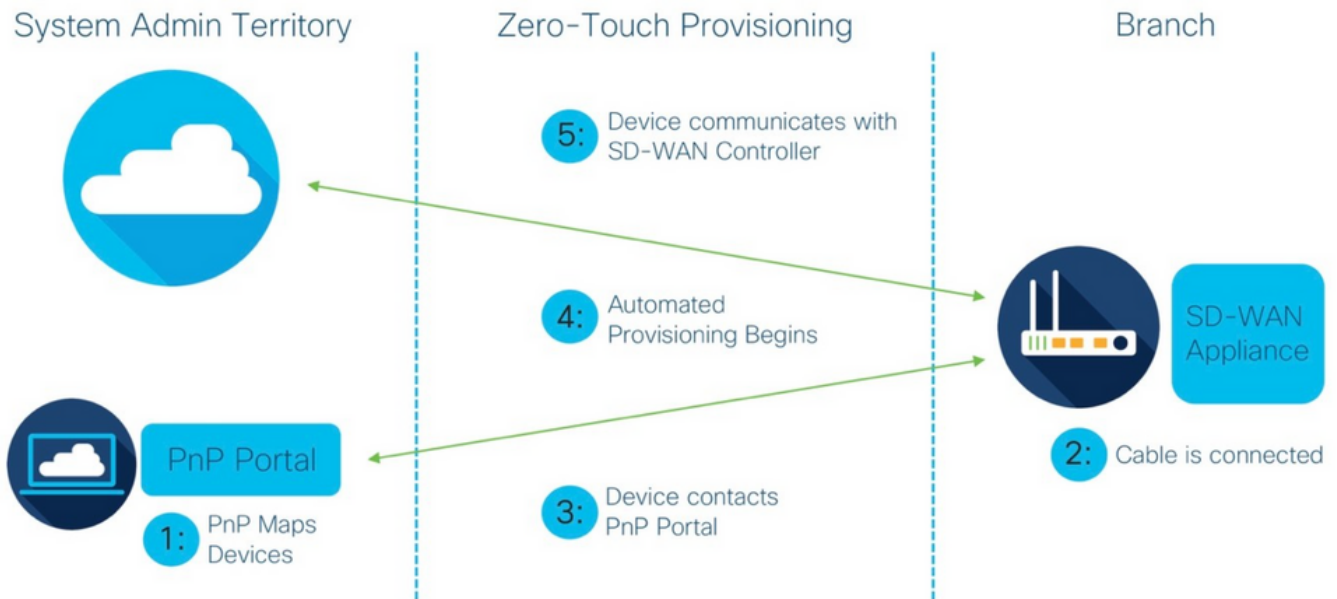 System Admin Territory
Zero-Touch Provisioning
Branch
5:
Device communicates with
SD-WAN Controller
4:
Automated
Provisioning Begins
SD-WAN
Appliance
PnP Portal
2:
Cable is connected
3:
Device contacts
PnP Portal
1:
PnP Maps
Devices